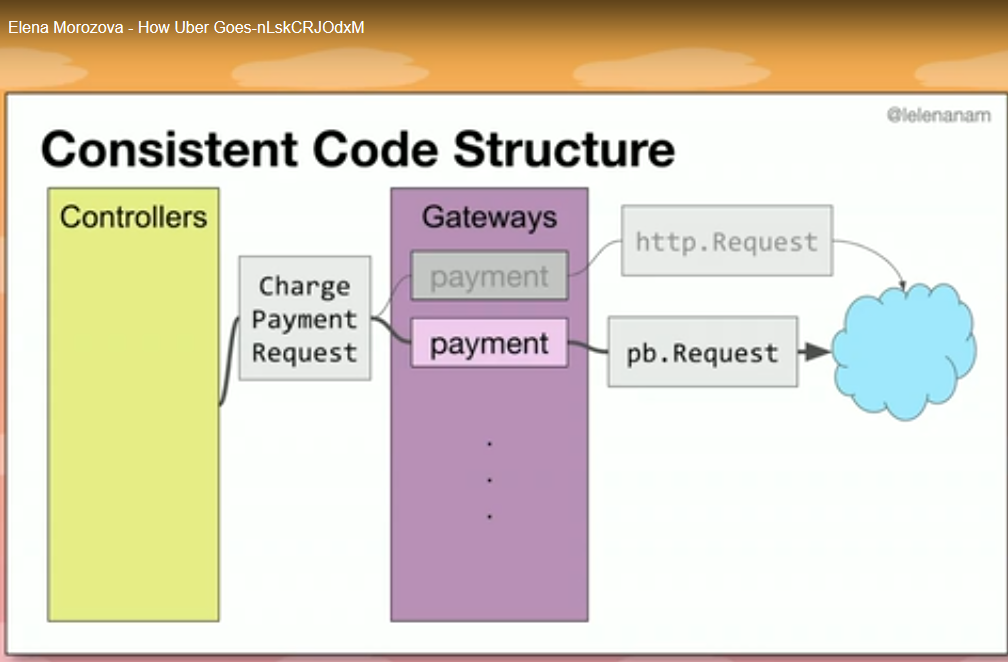 Elena Morozova - How Uber Goes-nLskCRJOdxM
@lelenanam
Consistent Code Structure
Controllers
Charge
Payment
Request
Gateways
payment
payment
http.Request
pb.Request